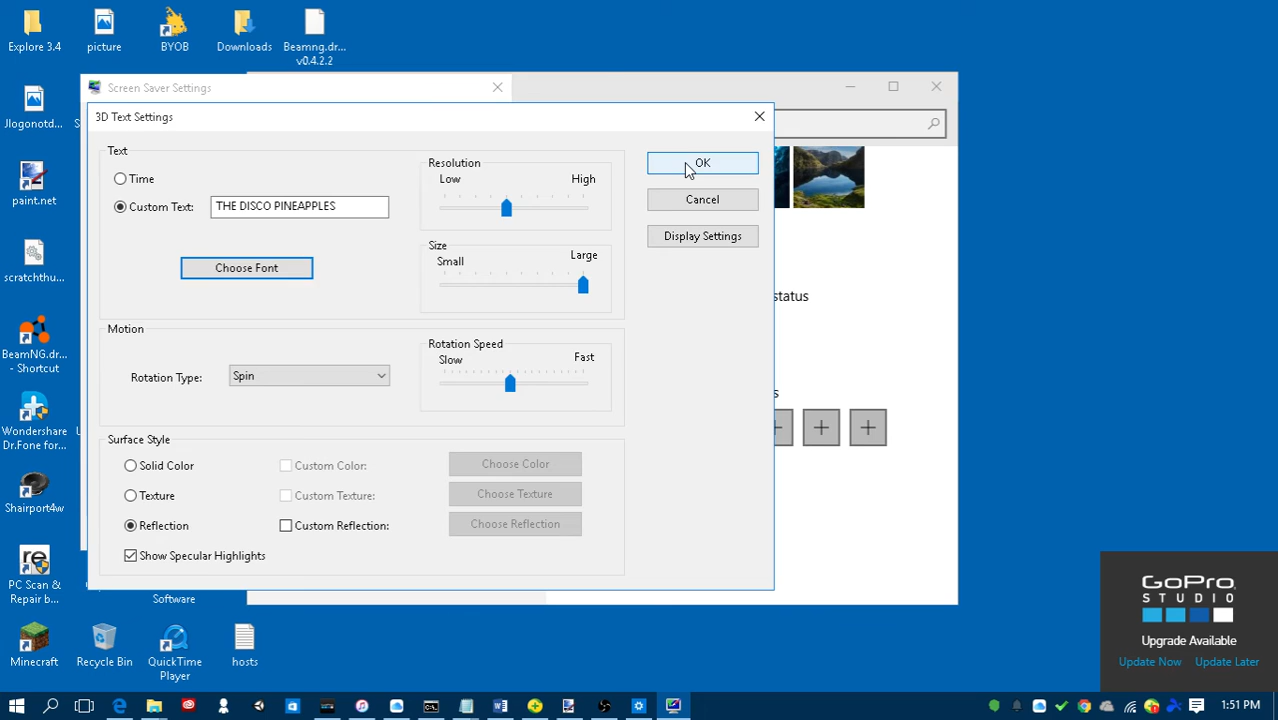 Explore 3.4
picture
BYOB
Downloads
Beamng.dr...
v0.4.2.2
Jlogonotd...
paint.net
scratchthu...
BeamNG.dr...
- Shortcut
Wondershare
Dr.Fone for...
Shairport4w
re
PC Scan &
Repair b...
Software
Minecraft
Recycle Bin
QuickTime
Player
hosts
Screen Saver Settings
3D Text Settings
Text
Time
Custom Text:
THE DISCO PINEAPPLES
Choose Font
Resolution
Low
High
Size
Small
Large
OK
Cancel
Display Settings
Motion
Rotation Type:
Spin
Rotation Speed
Slow
Fast
Surface Style
Solid Color
Custom Color:
Choose Color
Texture
Custom Texture:
Choose Texture
Reflection
Custom Reflection:
Choose Reflection
Show Specular Highlights
status
s
GoPro
STUDIO
Upgrade Available
Update Now
Update Later
1:51 PM